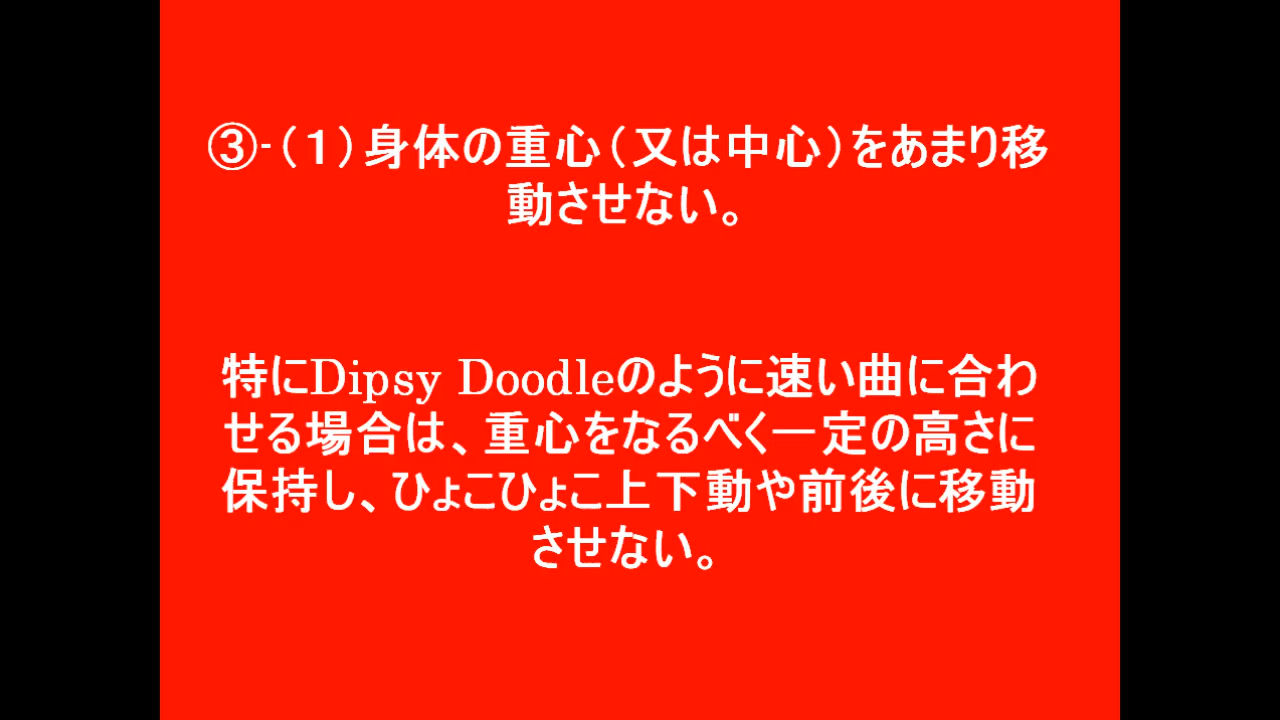 ③-（１）身体の重心（又は中心）をあまり移
動させない。
特にDipsy Doodleのように速い曲に合わ
せる場合は、重心をなるべく一定の高さに
保持し、ひょこひょこ上下動や前後に移動
させない。